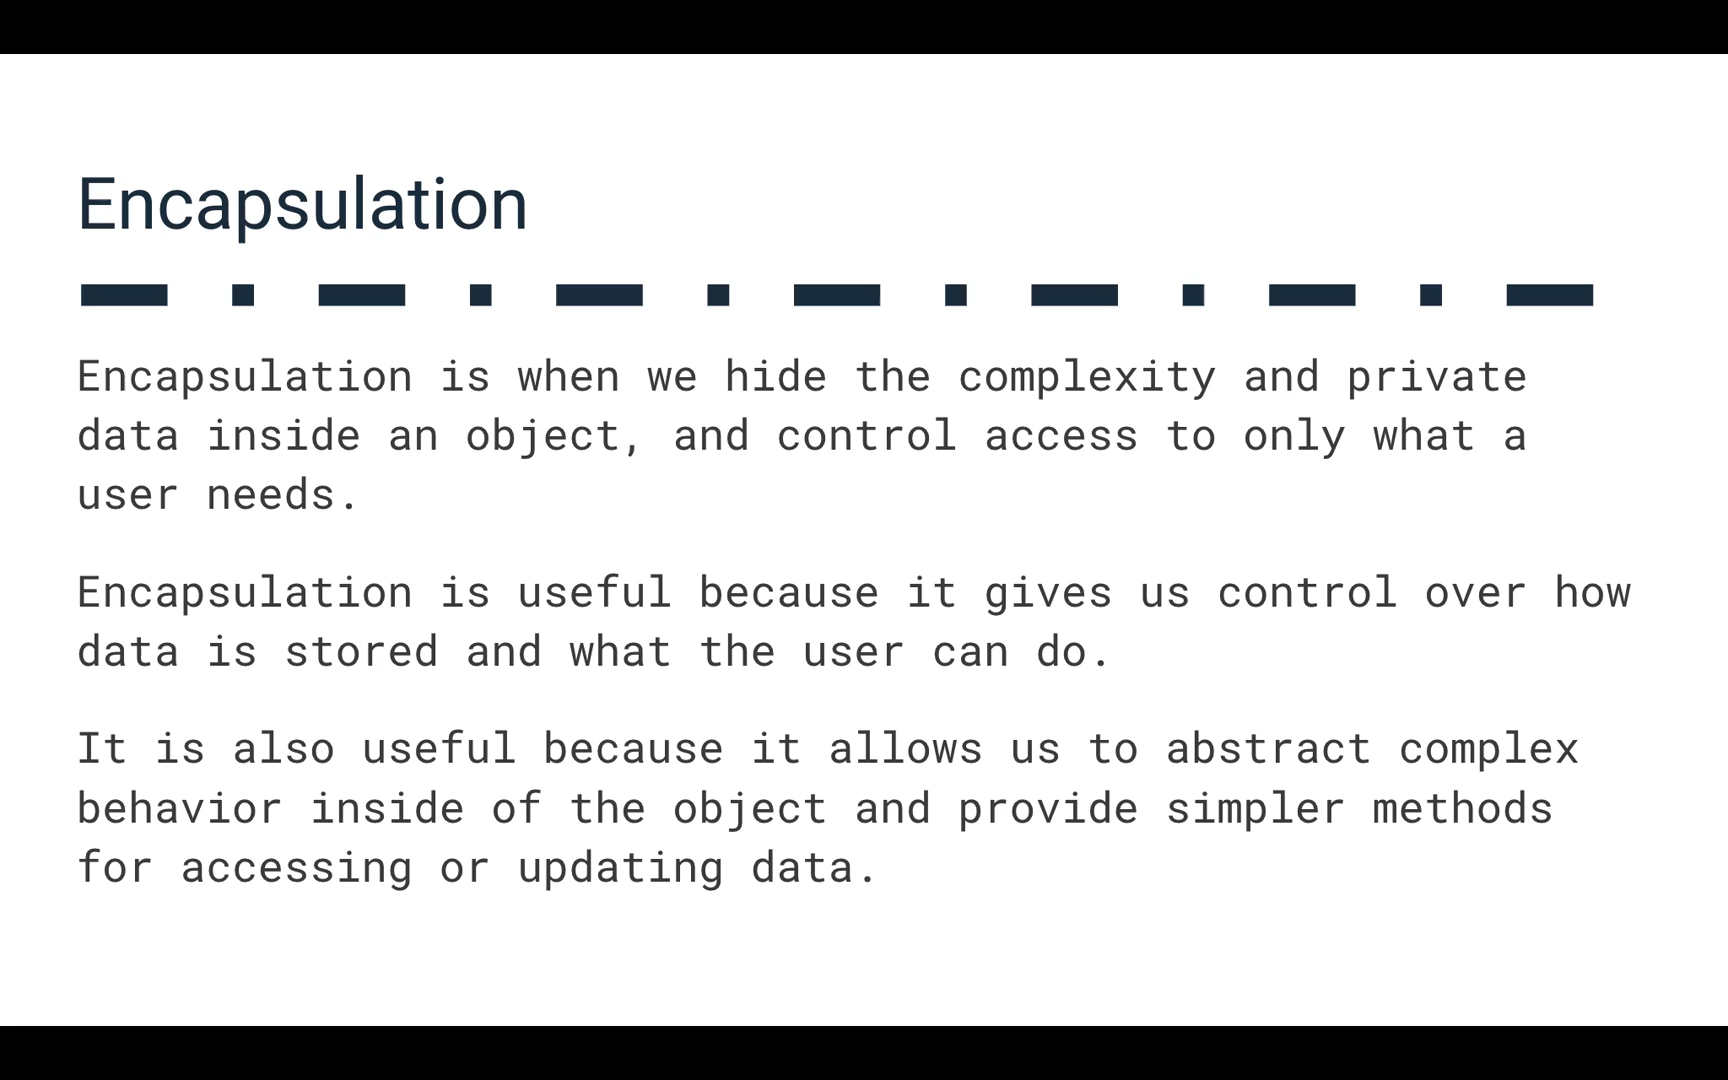 Encapsulation
Encapsulation is when we hide the complexity and private
data inside an object, and control access to only what a
user needs.
Encapsulation is useful because it gives us control over how
data is stored and what the user can do.
It is also useful because it allows us to abstract complex
behavior inside of the object and provide simpler methods
for accessing or updating data.